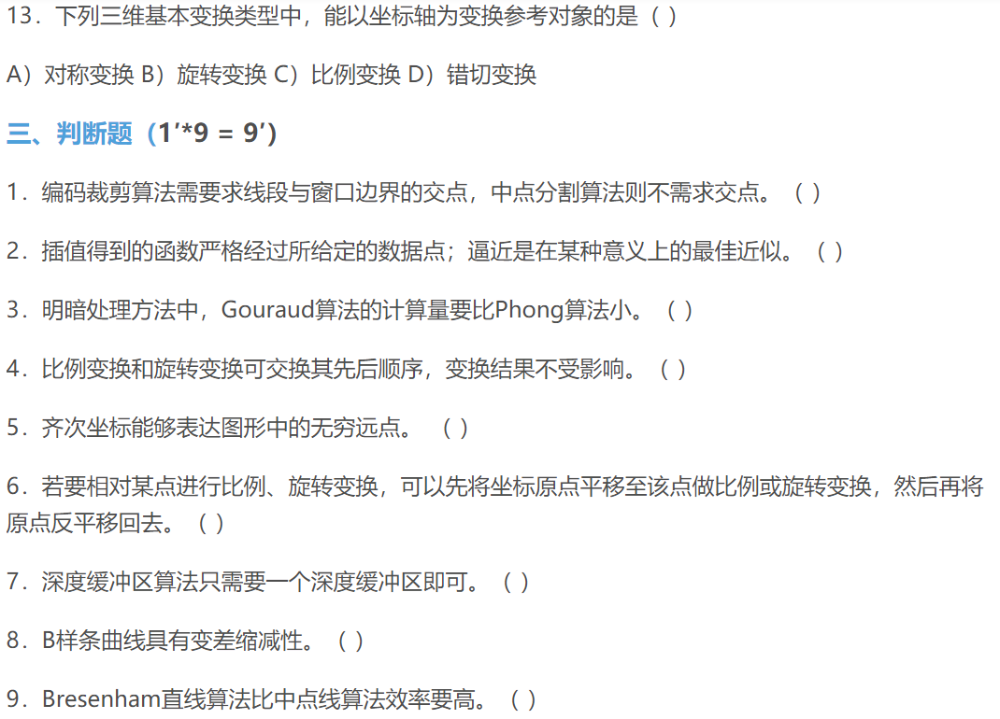 13．下列三维基本变换类型中，能以坐标轴为变换参考对象的是（ ）
A）对称变换 B）旋转变换 C）比例变换 D）错切变换
三、判断题（1′*9 = 9′）
1．编码裁剪算法需要求线段与窗口边界的交点，中点分割算法则不需求交点。（ ）
2．插值得到的函数严格经过所给定的数据点；逼近是在某种意义上的最佳近似。（ ）
3．明暗处理方法中，Gouraud算法的计算量要比Phong算法小。（ ）
4．比例变换和旋转变换可交换其先后顺序，变换结果不受影响。（ ）
5．齐次坐标能够表达图形中的无穷远点。 （ ）
6．若要相对某点进行比例、旋转变换，可以先将坐标原点平移至该点做比例或旋转变换，然后再将
原点反平移回去。（ ）
7．深度缓冲区算法只需要一个深度缓冲区即可。（ ）
8．B样条曲线具有变差缩减性。（ ）
9．Bresenham直线算法比中点线算法效率要高。（ ）